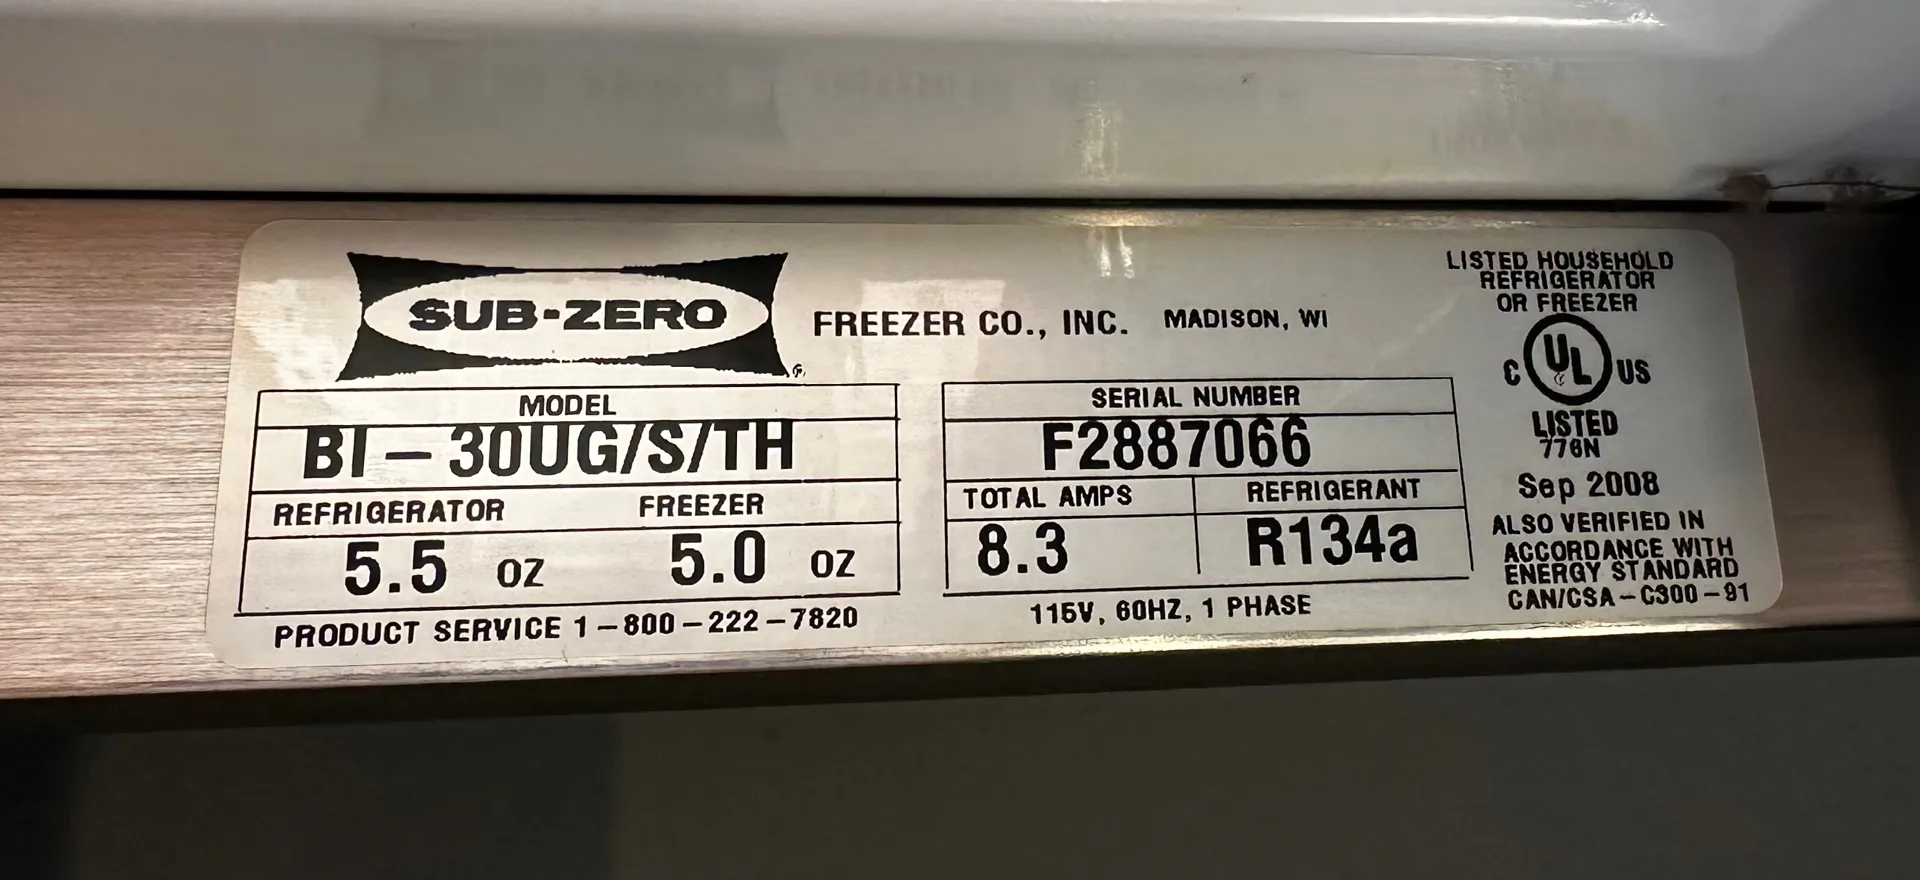 SUB-ZERO
FREEZER CO., INC. MADISON, WI
MODEL
BI-30UG/S/TH
REFRIGERATOR FREEZER
5.5 OZ 5.0 OZ
PRODUCT SERVICE 1-800-222-7820
SERIAL NUMBER
F2887066
TOTAL AMPS REFRIGERANT
8.3 R134a
115V, 60HZ, 1 PHASE
LISTED HOUSEHOLD
REFRIGERATOR
OR FREEZER
C UL US
LISTED
776N
Sep 2008
ALSO VERIFIED IN
ACCORDANCE WITH
ENERGY STANDARD
CAN/CSA-C300-91